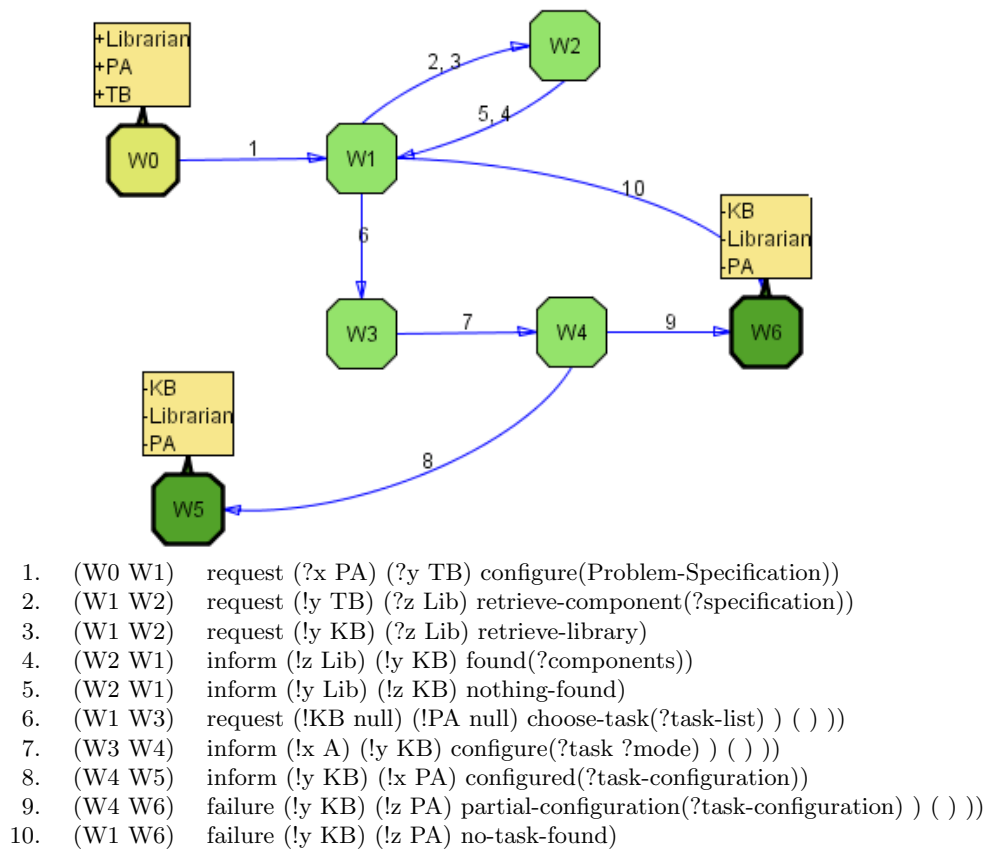 +Librarian
+PA
+TB
W2
2, 3
5, 4
W0
1
W1
10
-KB
-Librarian
-PA
6
W3
7
W4
9
W6
-KB
-Librarian
-PA
8
W5
1. (W0 W1) request (?x PA) (?y TB) configure(Problem-Specification))
2. (W1 W2) request (!y TB) (?z Lib) retrieve-component(?specification))
3. (W1 W2) request (!y KB) (?z Lib) retrieve-library)
4. (W2 W1) inform (!z Lib) (!y KB) found(?components))
5. (W2 W1) inform (!y Lib) (!z KB) nothing-found)
6. (W1 W3) request (!KB null) (!PA null) choose-task(?task-list) ) ( ) ))
7. (W3 W4) inform (!x A) (!y KB) configure(?task ?mode) ) ( ) ))
8. (W4 W5) inform (!y KB) (!x PA) configured(?task-configuration))
9. (W4 W6) failure (!y KB) (!z PA) partial-configuration(?task-configuration) ) ( ) ))
10. (W1 W6) failure (!y KB) (!z PA) no-task-found)